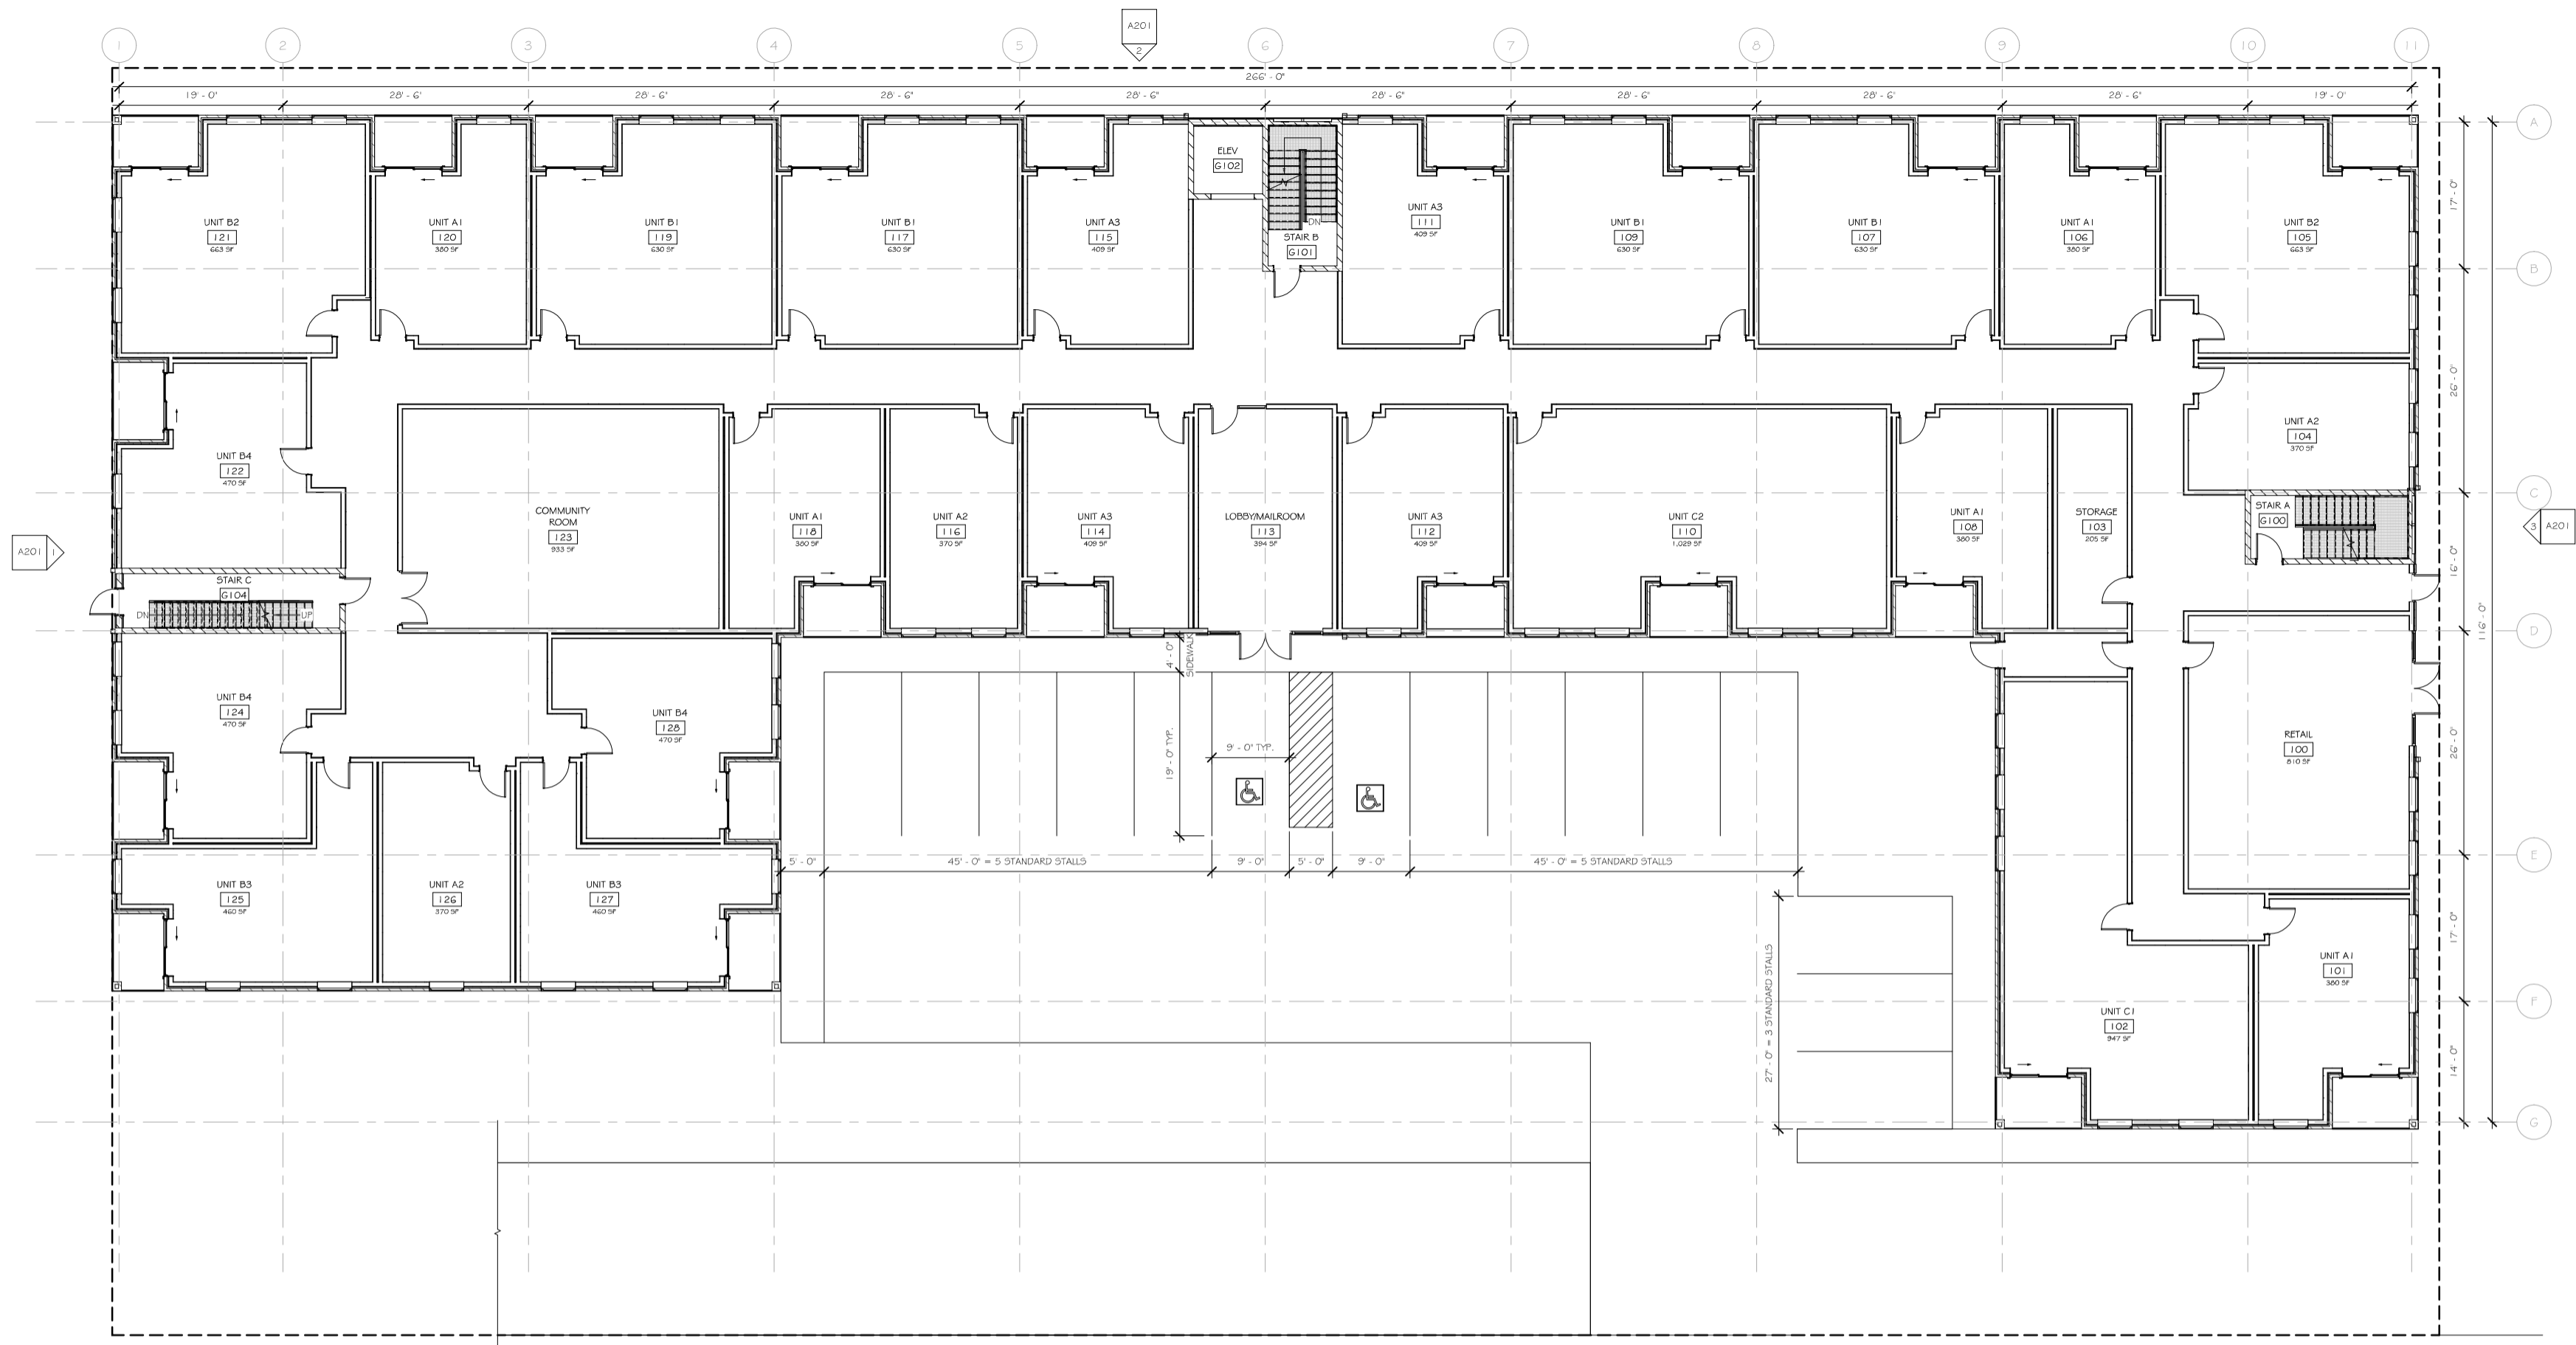 A201
2
1 2 3 4 5 6 7 8 9 10 11
266' - 0"
19' - 0" 28' - 6" 28' - 6" 28' - 6" 28' - 6" 28' - 6" 28' - 6" 28' - 6" 28' - 6" 19' - 0"
A
B
C
D
E
F
G
17' - 0"
26' - 0"
16' - 0"
26' - 0"
17' - 0"
14' - 0"
116' - 0"
UNIT B2
121
663 SF
UNIT A1
120
380 SF
UNIT B1
119
630 SF
UNIT B1
117
630 SF
UNIT A3
115
409 SF
ELEV
G102
DN
STAIR B
G101
UNIT A3
111
409 SF
UNIT B1
109
630 SF
UNIT B1
107
630 SF
UNIT A1
106
380 SF
UNIT B2
105
663 SF
UNIT B4
122
470 SF
COMMUNITY
ROOM
123
933 SF
UNIT A1
118
380 SF
UNIT A2
116
370 SF
UNIT A3
114
409 SF
LOBBY/MAILROOM
113
394 SF
UNIT A3
112
409 SF
UNIT C2
110
1,029 SF
UNIT A1
108
380 SF
STORAGE
103
205 SF
UNIT A2
104
370 SF
STAIR A
G100
3 A201
A201 1
STAIR C
G104
DN UP
UNIT B4
124
470 SF
UNIT B4
128
470 SF
4' - 0"
SIDEWALK
19' - 0" TYP.
9' - 0" TYP.
RETAIL
100
810 SF
5' - 0" 45' - 0" = 5 STANDARD STALLS 9' - 0" 5' - 0" 9' - 0" 45' - 0" = 5 STANDARD STALLS
UNIT B3
125
460 SF
UNIT A2
126
370 SF
UNIT B3
127
460 SF
27' - 0" = 3 STANDARD STALLS
UNIT A1
101
380 SF
UNIT C1
102
947 SF